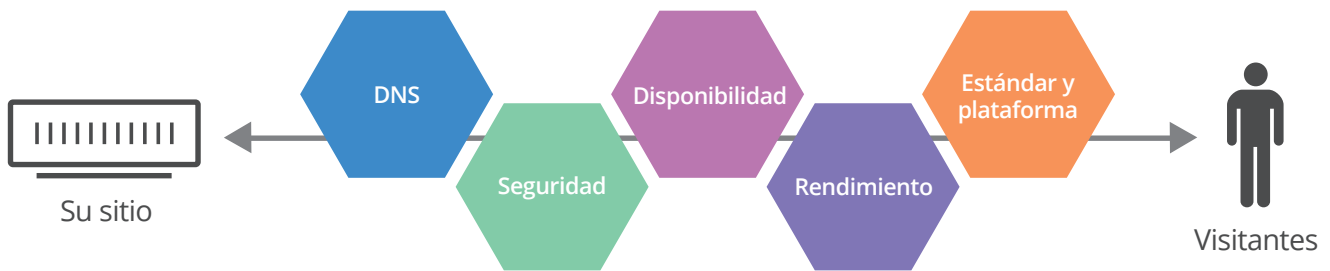 Su sitio
DNS
Seguridad
Disponibilidad
Rendimiento
Estándar y
plataforma
Visitantes